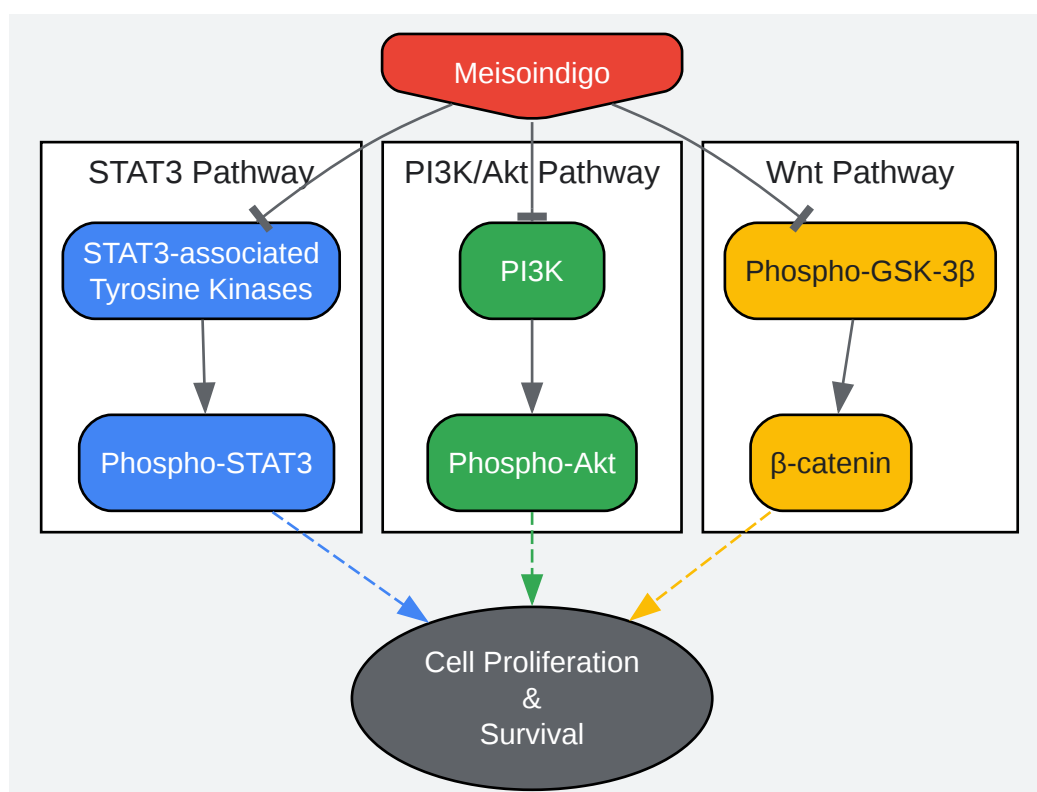 Meisoindigo
STAT3 Pathway
PI3K/Akt Pathway
Wnt Pathway
STAT3-associated
Tyrosine Kinases
PI3K
Phospho-GSK-3β
Phospho-STAT3
Phospho-Akt
β-catenin
Cell Proliferation
&
Survival